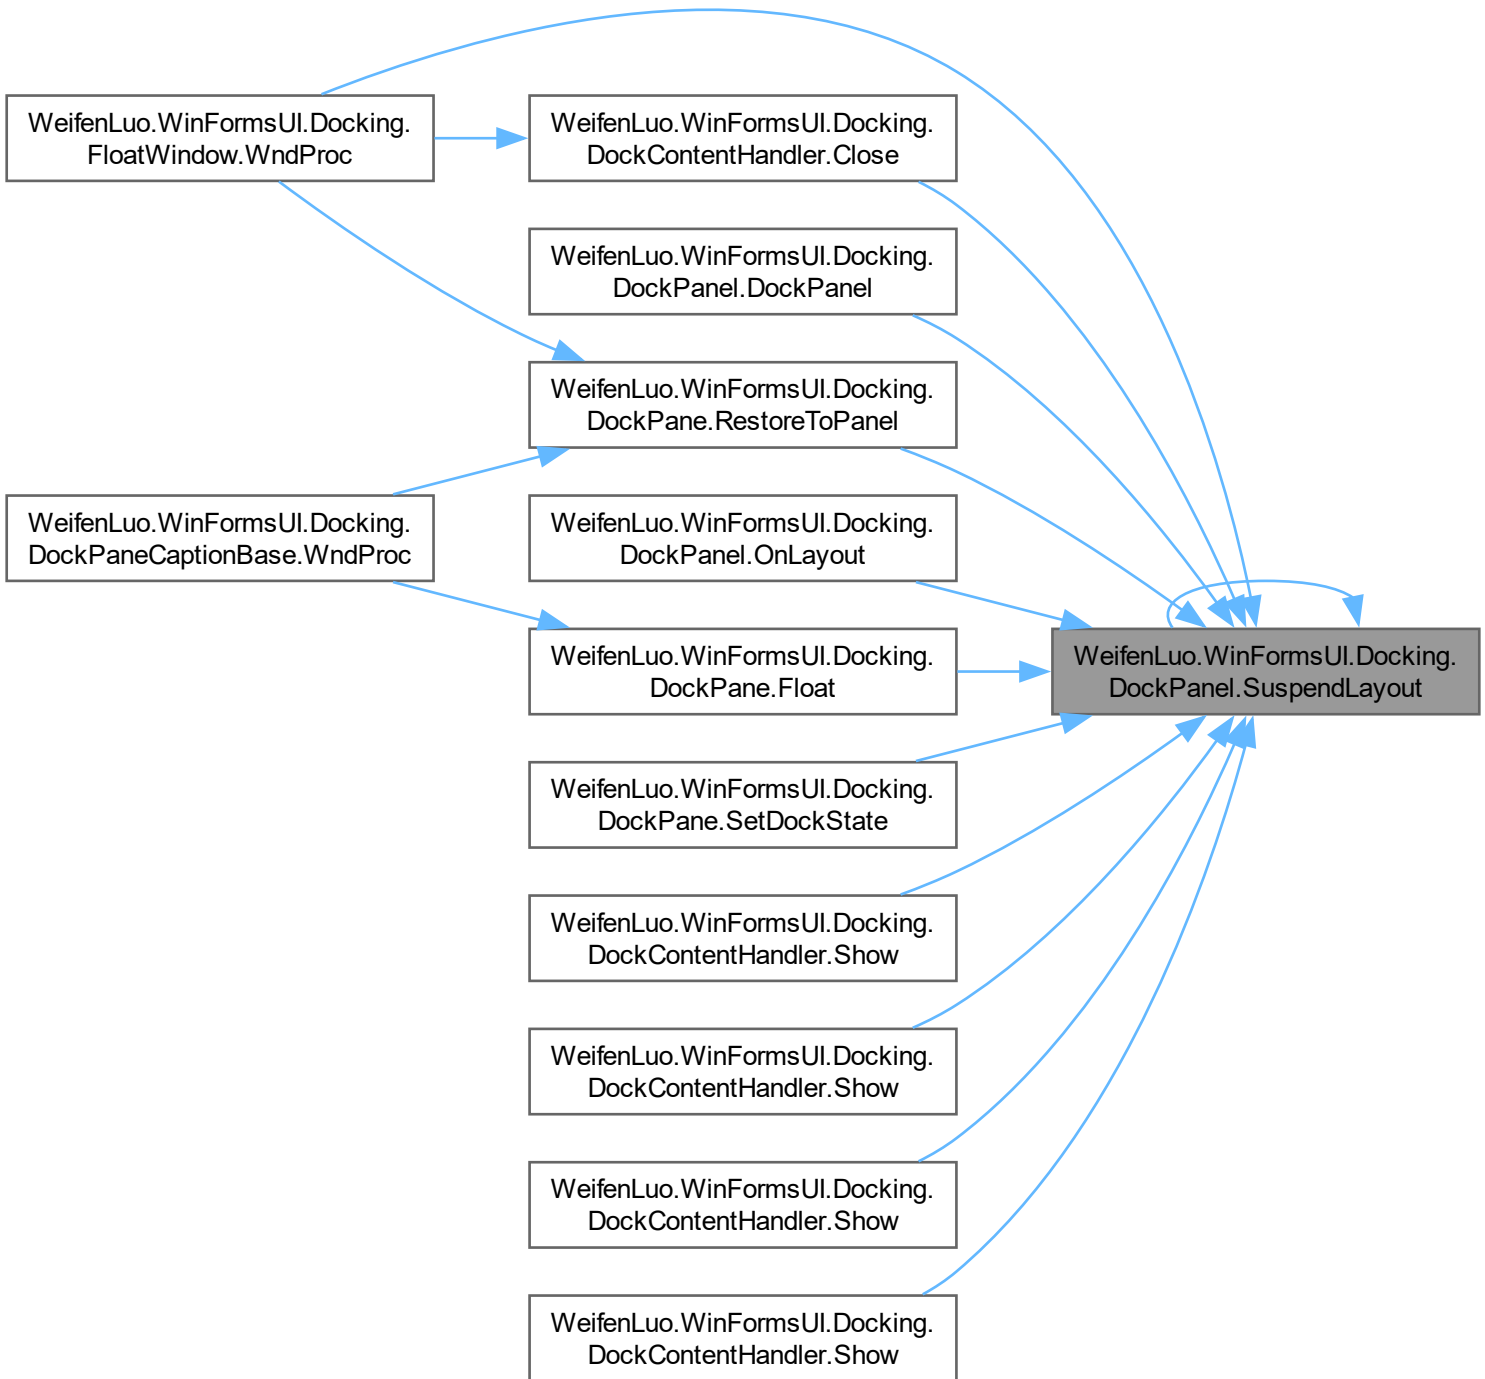 WeifenLuo.WinFormsUI.Docking.
FloatWindow.WndProc
WeifenLuo.WinFormsUI.Docking.
DockContentHandler.Close
WeifenLuo.WinFormsUI.Docking.
DockPanel.DockPanel
WeifenLuo.WinFormsUI.Docking.
DockPane.RestoreToPanel
WeifenLuo.WinFormsUI.Docking.
DockPaneCaptionBase.WndProc
WeifenLuo.WinFormsUI.Docking.
DockPanel.OnLayout
WeifenLuo.WinFormsUI.Docking.
DockPane.Float
WeifenLuo.WinFormsUI.Docking.
DockPanel.SuspendLayout
WeifenLuo.WinFormsUI.Docking.
DockPane.SetDockState
WeifenLuo.WinFormsUI.Docking.
DockContentHandler.Show
WeifenLuo.WinFormsUI.Docking.
DockContentHandler.Show
WeifenLuo.WinFormsUI.Docking.
DockContentHandler.Show
WeifenLuo.WinFormsUI.Docking.
DockContentHandler.Show